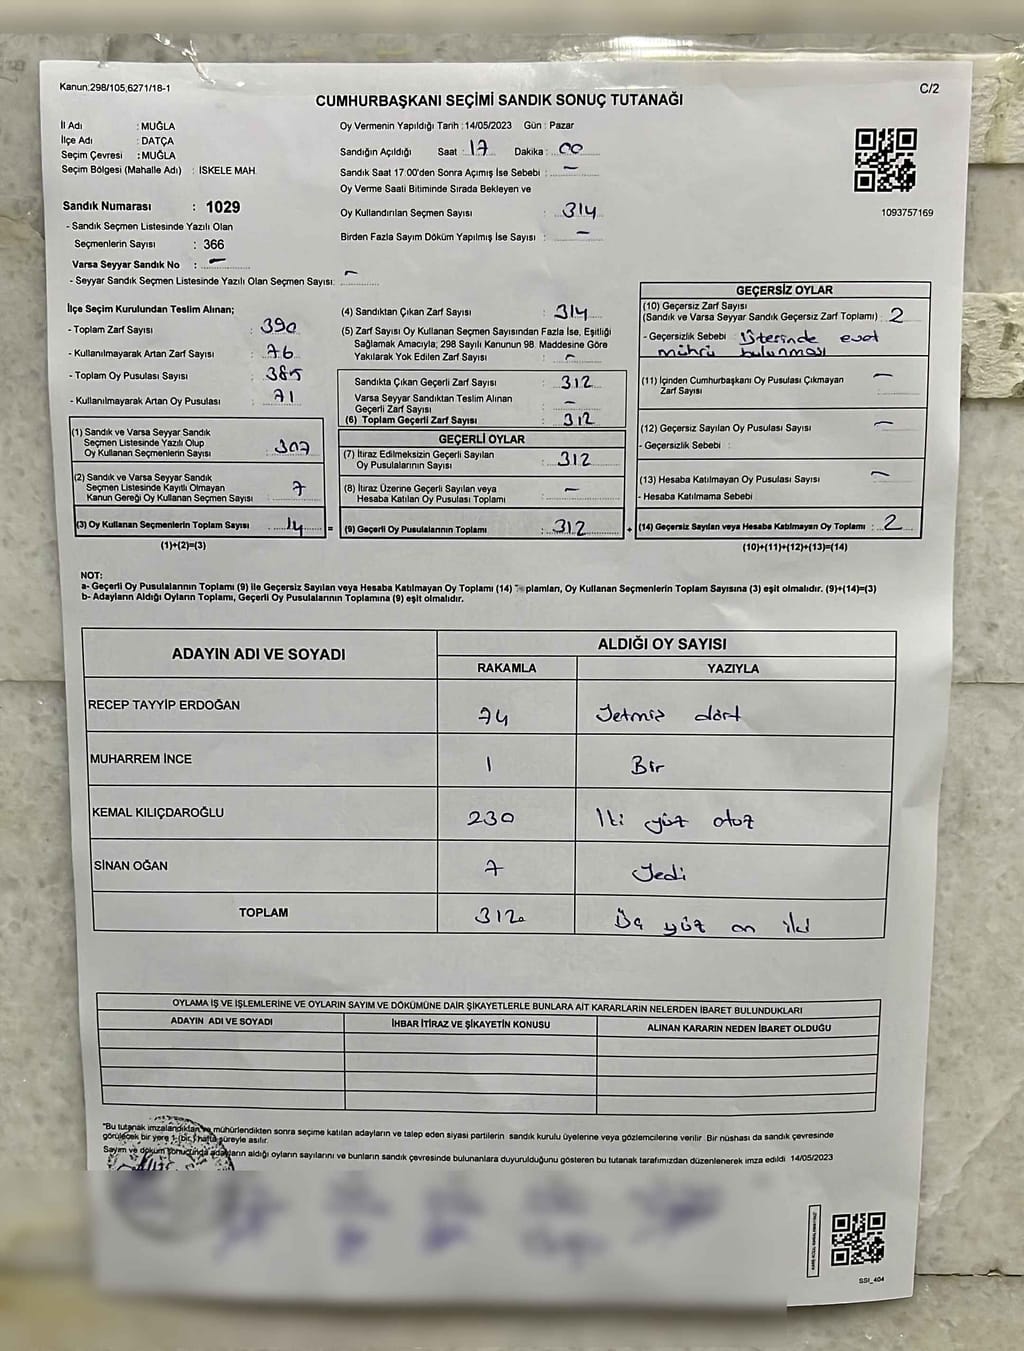 Kanun:298/105,6271/18-1
C/2
CUMHURBAŞKANI SEÇİMİ SANDIK SONUÇ TUTANAĞI
İl Adı : MUĞLA
İlçe Adı : DATÇA
Seçim Çevresi : MUĞLA
Seçim Bölgesi (Mahalle Adı) : İSKELE MAH
Sandık Numarası : 1029
- Sandık Seçmen Listesinde Yazılı Olan
Seçmenlerin Sayısı : 366
Varsa Seyyar Sandık No : -
- Seyyar Sandık Seçmen Listesinde Yazılı Olan Seçmen Sayısı: -
Oy Vermenin Yapıldığı Tarih :14/05/2023 Gün : Pazar
Sandığın Açıldığı Saat : 17 Dakika : 00
Sandık Saat 17:00'den Sonra Açımış İse Sebebi : -
Oy Verme Saati Bitiminde Sırada Bekleyen ve
Oy Kullandırılan Seçmen Sayısı : 314
Birden Fazla Sayım Döküm Yapılmış İse Sayısı : -
1093757169
İlçe Seçim Kurulundan Teslim Alınan;
- Toplam Zarf Sayısı : 390
- Kullanılmayarak Artan Zarf Sayısı : 76
- Toplam Oy Pusulası Sayısı : 385
- Kullanılmayarak Artan Oy Pusulası : 71
(1) Sandık ve Varsa Seyyar Sandık
Seçmen Listesinde Yazılı Olup
Oy Kullanan Seçmenlerin Sayısı : 307
(2) Sandık ve Varsa Seyyar Sandık
Seçmen Listesinde Kayıtlı Olmayan
Kanun Gereği Oy Kullanan Seçmen Sayısı : 7
(3) Oy Kullanan Seçmenlerin Toplam Sayısı : 14 =
(1)+(2)=(3)
(4) Sandıktan Çıkan Zarf Sayısı : 314
(5) Zarf Sayısı Oy Kullanan Seçmen Sayısından Fazla İse, Eşitliği
Sağlamak Amacıyla; 298 Sayılı Kanunun 98. Maddesine Göre
Yakılarak Yok Edilen Zarf Sayısı : -
Sandıkta Çıkan Geçerli Zarf Sayısı : 312
Varsa Seyyar Sandıktan Teslim Alınan
Geçerli Zarf Sayısı : -
(6) Toplam Geçerli Zarf Sayısı : 312
GEÇERLİ OYLAR
(7) İtiraz Edilmeksizin Geçerli Sayılan
Oy Pusulalarının Sayısı : 312
(8) İtiraz Üzerine Geçerli Sayılan veya
Hesaba Katılan Oy Pusulası Toplamı : -
(9) Geçerli Oy Pusulalarının Toplamı : 312 +
GEÇERSİZ OYLAR
(10) Geçersiz Zarf Sayısı
(Sandık ve Varsa Seyyar Sandık Geçersiz Zarf Toplamı) : 2
- Geçersizlik Sebebi : Üzerinde evet
mührü bulunması
(11) İçinden Cumhurbaşkanı Oy Pusulası Çıkmayan -
Zarf Sayısı
(12) Geçersiz Sayılan Oy Pusulası Sayısı -
- Geçersizlik Sebebi :
(13) Hesaba Katılmayan Oy Pusulası Sayısı -
- Hesaba Katılmama Sebebi
(14) Geçersiz Sayılan veya Hesaba Katılmayan Oy Toplamı : 2
(10)+(11)+(12)+(13)=(14)
NOT:
a- Geçerli Oy Pusulalarının Toplamı (9) ile Geçersiz Sayılan veya Hesaba Katılmayan Oy Toplamı (14) Toplamları, Oy Kullanan Seçmenlerin Toplam Sayısına (3) eşit olmalıdır. (9)+(14)=(3)
b- Adayların Aldığı Oyların Toplamı, Geçerli Oy Pusulalarının Toplamına (9) eşit olmalıdır.
ADAYIN ADI VE SOYADI
ALDIĞI OY SAYISI
RAKAMLA YAZIYLA
RECEP TAYYİP ERDOĞAN 74 Yetmiş dört
MUHARREM İNCE 1 Bir
KEMAL KILIÇDAROĞLU 230 İki yüz otuz
SİNAN OĞAN 7 Yedi
TOPLAM 312 Üç yüz on iki
OYLAMA İŞ VE İŞLEMLERİNE VE OYLARIN SAYIM VE DÖKÜMÜNE DAİR ŞİKAYETLERLE BUNLARA AİT KARARLARIN NELERDEN İBARET BULUNDUKLARI
ADAYIN ADI VE SOYADI İHBAR İTİRAZ VE ŞİKAYETİN KONUSU ALINAN KARARIN NEDEN İBARET OLDUĞU
"Bu tutanak imzalandıktan ve mühürlendikten sonra seçime katılan adayların ve talep eden siyasi partilerin sandık kurulu üyelerine veya gözlemcilerine verilir. Bir nüshası da sandık çevresinde
görülecek bir yere 1 (bir) hafta süreyle asılır.
Sayım ve döküm sonucunda adayların aldığı oyların sayılarını ve bunların sandık çevresinde bulunanlara duyurulduğunu gösteren bu tutanak tarafımızdan düzenlenerek imza edildi. 14/05/2023
SSI_404